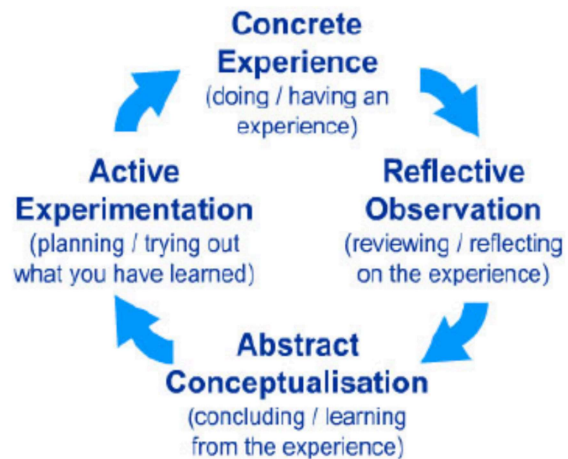 Concrete
Experience
(doing / having an
experience)
Reflective
Observation
(reviewing / reflecting
on the experience)
Abstract
Conceptualisation
(concluding / learning
from the experience)
Active
Experimentation
(planning / trying out
what you have learned)